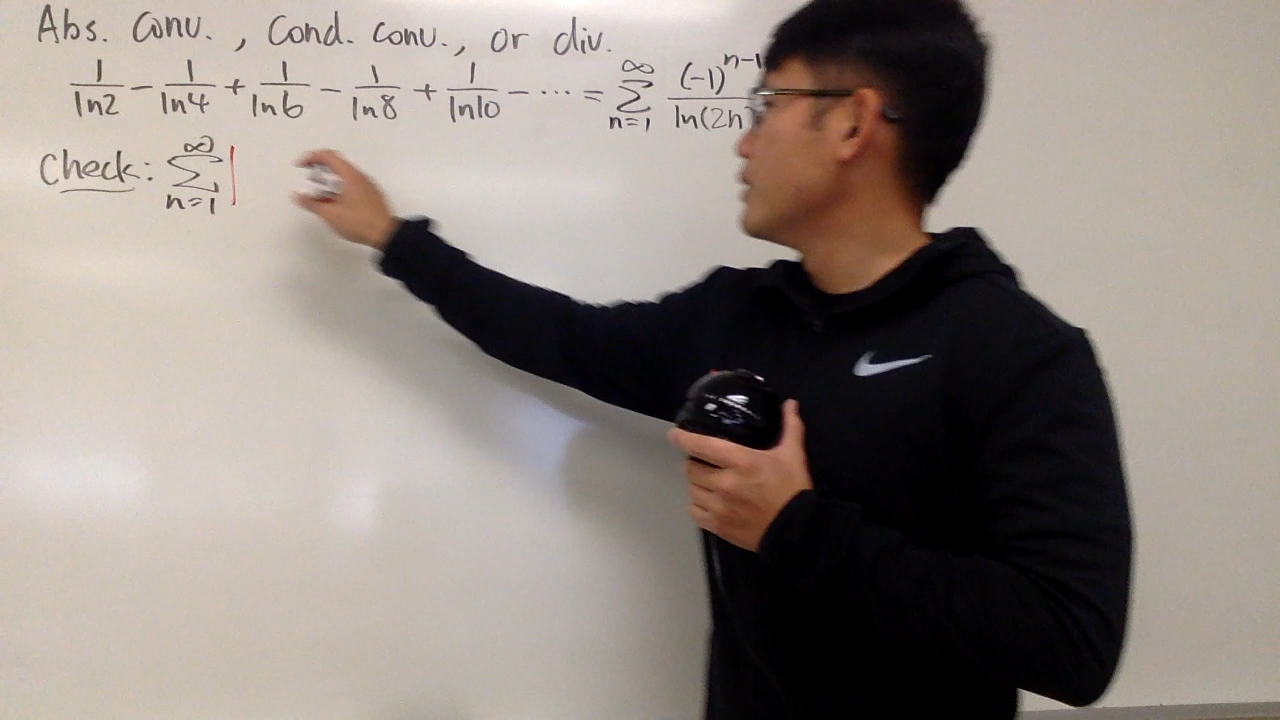 Abs. Conv., Cond. conv., or div.
1/ln2 - 1/ln4 + 1/ln6 - 1/ln8 + 1/ln10 - ... = ∞∑n=1 (-1)^n-1/ln(2n)
Check: ∞∑n=1 |